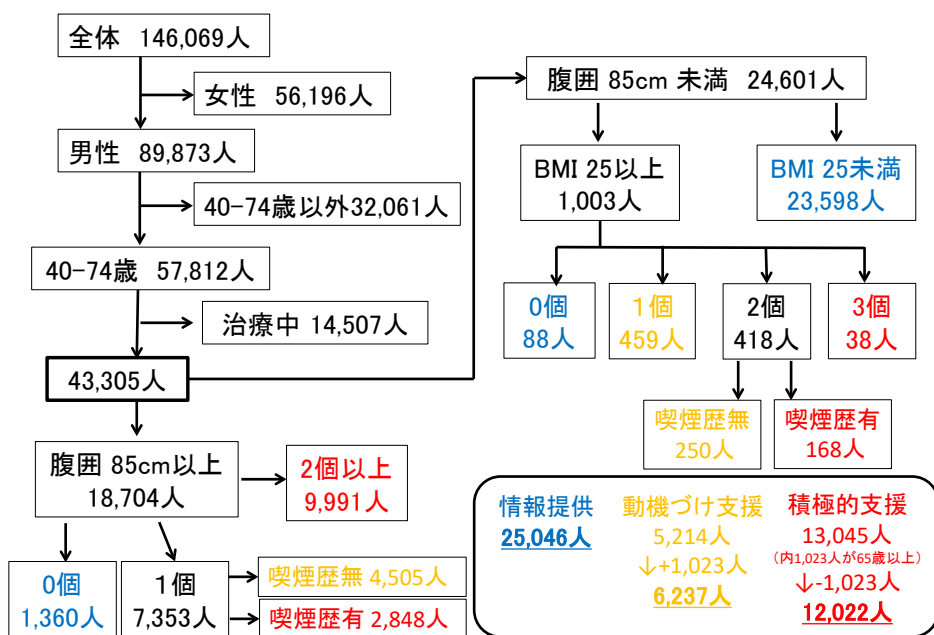 全体 146,069人
女性 56,196人
男性 89,873人
40-74歳以外32,061人
40-74歳 57,812人
治療中 14,507人
43,305人
腹囲 85cm以上
18,704人
2個以上
9,991人
0個
1,360人
1個
7,353人
喫煙歴無 4,505人
喫煙歴有 2,848人
腹囲 85cm 未満 24,601人
BMI 25以上
1,003人
BMI 25未満
23,598人
0個
88人
1個
459人
2個
418人
3個
38人
喫煙歴無
250人
喫煙歴有
168人
情報提供
25,046人
動機づけ支援
5,214人
↓+1,023人
6,237人
積極的支援
13,045人
(内1,023人が65歳以上)
↓-1,023人
12,022人